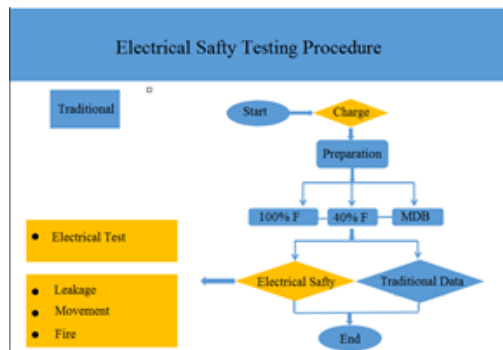 Electrical Safty Testing Procedure
Traditional
Start
Charge
Preparation
100% F
40% F
MDB
Electrical Test
Electrical Safty
Traditional Data
Leakage
Movement
Fire
End